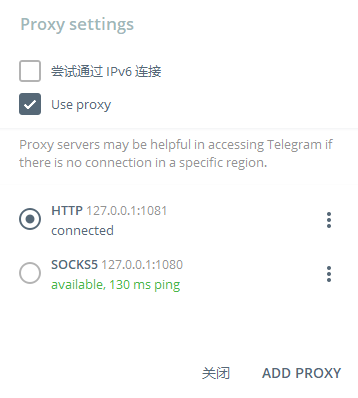 Proxy settings
尝试通过 IPv6 连接
Use proxy
Proxy servers may be helpful in accessing Telegram if
there is no connection in a specific region.
HTTP 127.0.0.1:1081
connected
SOCKS5 127.0.0.1:1080
available, 130 ms ping
关闭 ADD PROXY